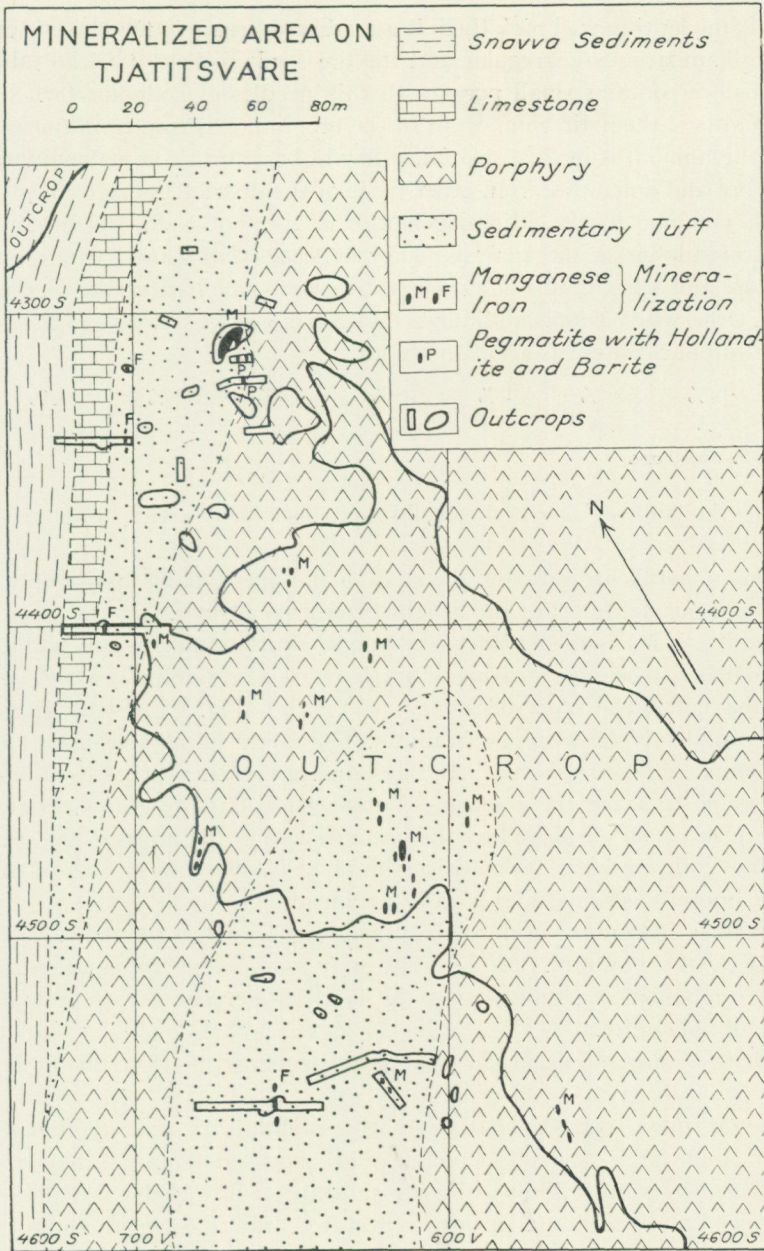 MINERALIZED AREA ON
TJATITSVARE
0 20 40 60 80m
Snavva Sediments
Limestone
Porphyry
Sedimentary Tuff
M F Manganese } Minera-
Iron lization
P Pegmatite with Holland-
ite and Barite
Outcrops
OUTCROP
4300 S
M
F
P
P
F
N
M
4400 S
F
M
M
4400 S
M
M
OUTCROP
M
M
M
M
M
4500 S
4500 S
F
M
M
4600 S
700 V
600 V
4600 S